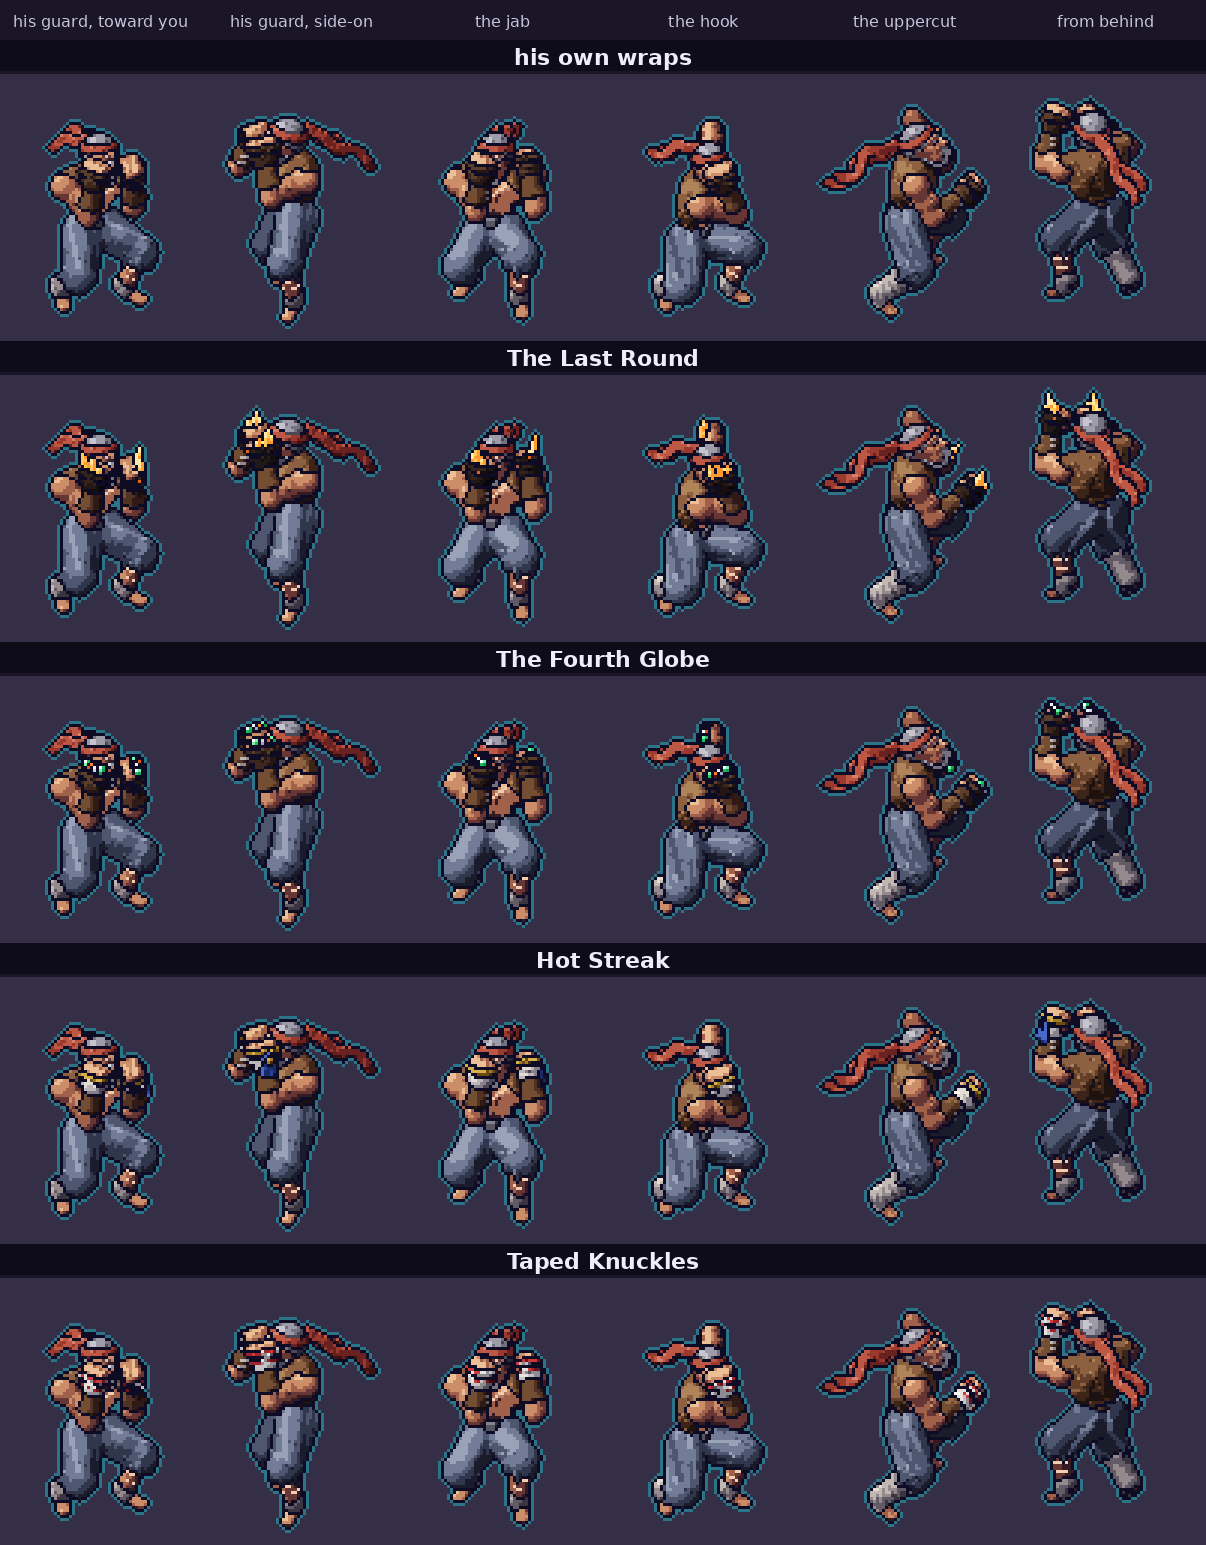 his guard, toward you his guard, side-on the jab the hook the uppercut from behind
his own wraps
The Last Round
The Fourth Globe
Hot Streak
Taped Knuckles